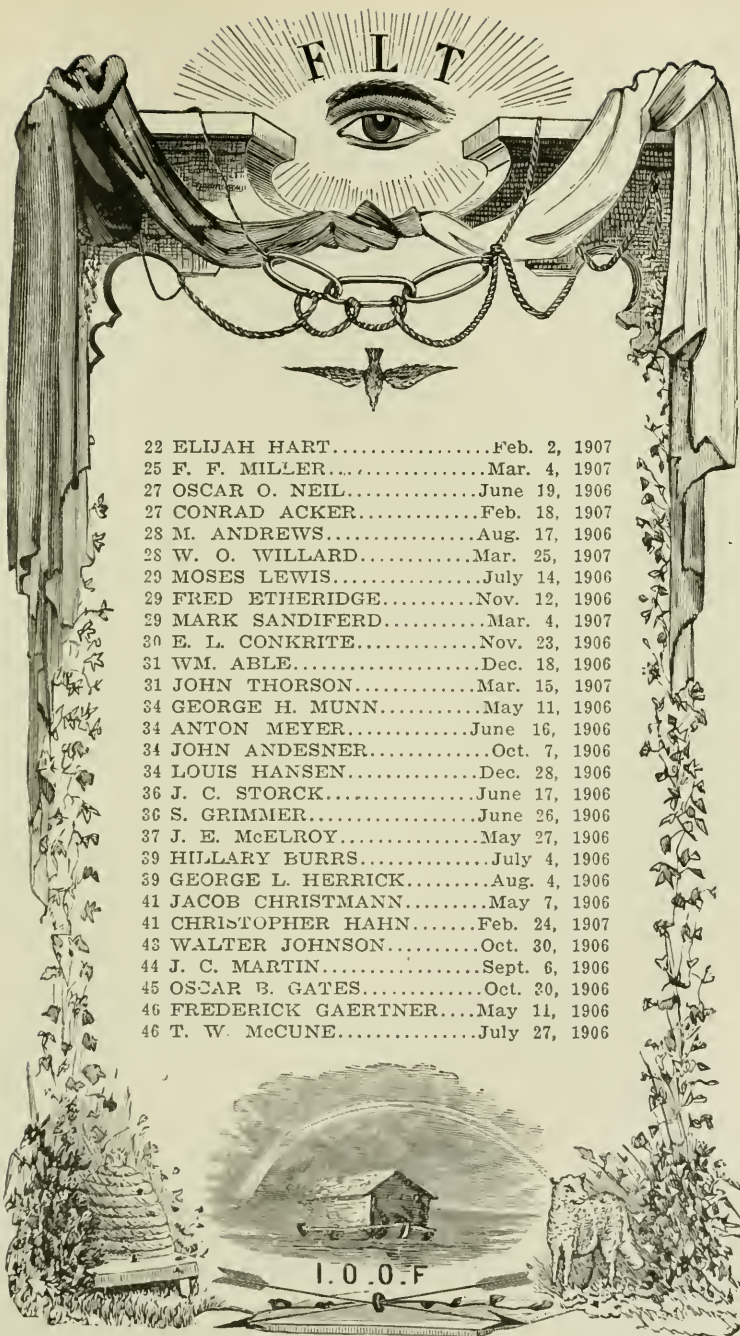 F L T
22 ELIJAH HART.................Feb. 2, 1907
25 F. F. MILLER.................Mar. 4, 1907
27 OSCAR O. NEIL..............June 19, 1906
27 CONRAD ACKER.............Feb. 18, 1907
28 M. ANDREWS.................Aug. 17, 1906
28 W. O. WILLARD.............Mar. 25, 1907
29 MOSES LEWIS................July 14, 1906
29 FRED ETHERIDGE..........Nov. 12, 1906
29 MARK SANDIFERD...........Mar. 4, 1907
30 E. L. CONKRITE.............Nov. 23, 1906
31 WM. ABLE....................Dec. 18, 1906
31 JOHN THORSON.............Mar. 15, 1907
34 GEORGE H. MUNN..........May 11, 1906
34 ANTON MEYER..............June 16, 1906
34 JOHN ANDESNER.............Oct. 7, 1906
34 LOUIS HANSEN..............Dec. 28, 1906
36 J. C. STORCK................June 17, 1906
36 S. GRIMMER..................June 26, 1906
37 J. E. McELROY...............May 27, 1906
39 HILLARY BURRS..............July 4, 1906
39 GEORGE L. HERRICK.........Aug. 4, 1906
41 JACOB CHRISTMANN.........May 7, 1906
41 CHRISTOPHER HAHN.......Feb. 24, 1907
43 WALTER JOHNSON..........Oct. 30, 1906
44 J. C. MARTIN.................Sept. 6, 1906
45 OSCAR B. GATES............Oct. 30, 1906
46 FREDERICK GAERTNER....May 11, 1906
46 T. W. McCUNE...............July 27, 1906
I.O.O.F